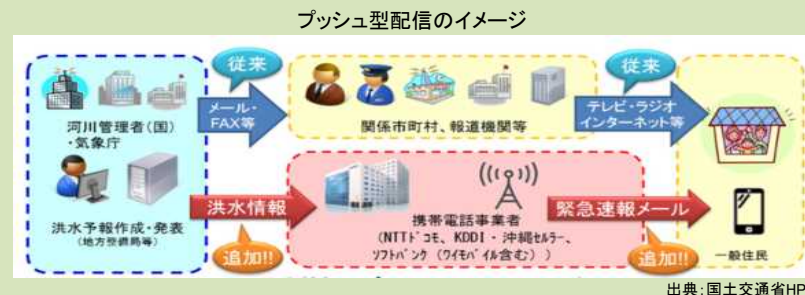 プッシュ型配信のイメージ
従来
メール・
FAX等
河川管理者(国)
・気象庁
洪水予報作成・発表
(地方整備局等)
関係市町村、報道機関等
従来
テレビ・ラジオ
インターネット等
洪水情報
追加!!
携帯電話事業者
(NTTドコモ、KDDI・沖縄セルラー、
ソフトバンク(ワイモバイル含む))
緊急速報メール
追加!!
一般住民
出典:国土交通省HP